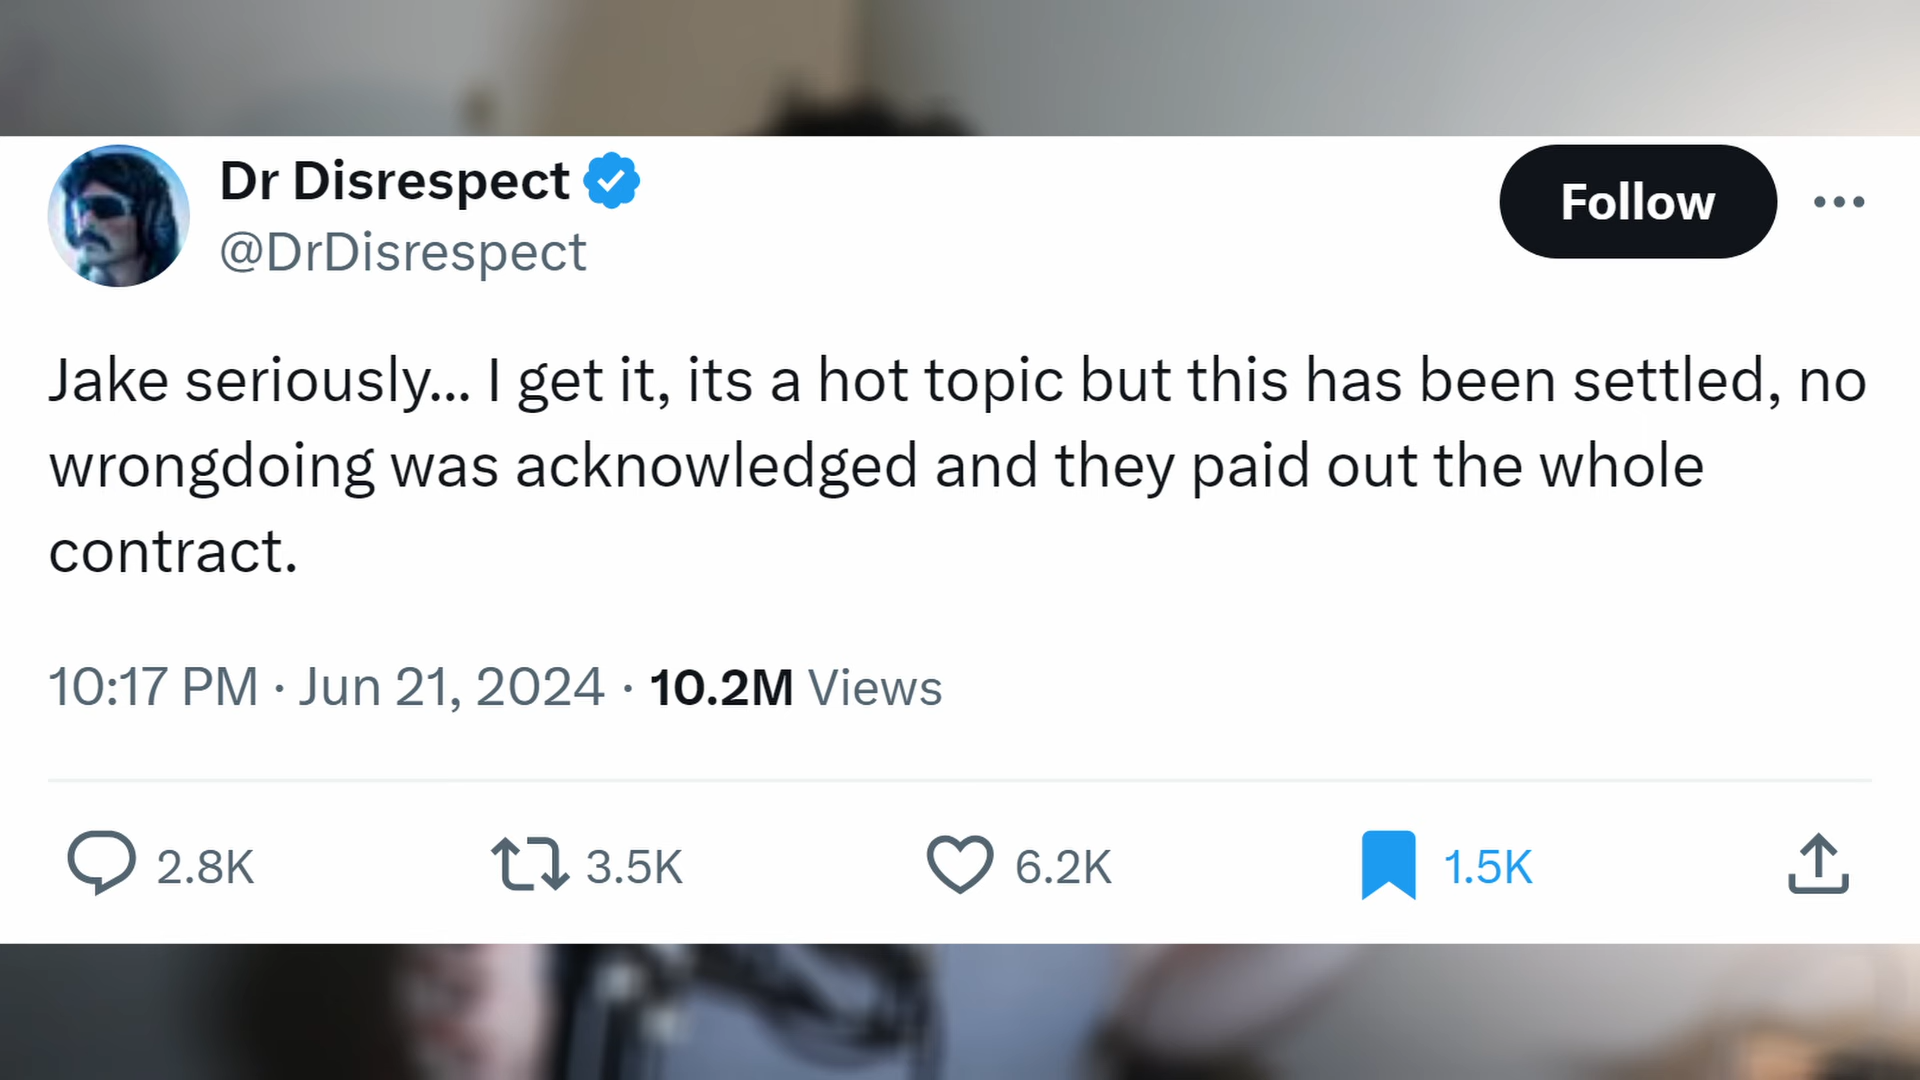 Dr Disrespect
@DrDisrespect
Follow
Jake seriously... I get it, its a hot topic but this has been settled, no
wrongdoing was acknowledged and they paid out the whole
contract.
10:17 PM · Jun 21, 2024 · 10.2M Views
2.8K 3.5K 6.2K 1.5K